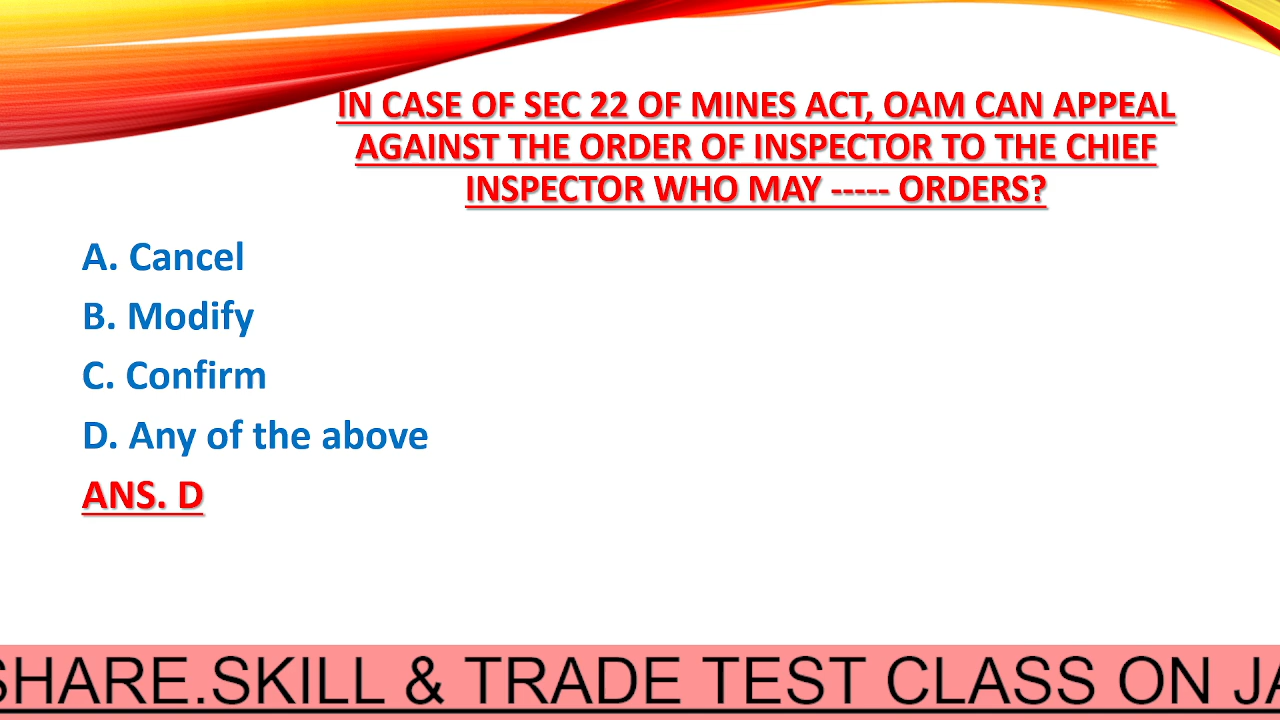 IN CASE OF SEC 22 OF MINES ACT, OAM CAN APPEAL
AGAINST THE ORDER OF INSPECTOR TO THE CHIEF
INSPECTOR WHO MAY ----- ORDERS?
A. Cancel
B. Modify
C. Confirm
D. Any of the above
ANS. D
SHARE.SKILL & TRADE TEST CLASS ON JA